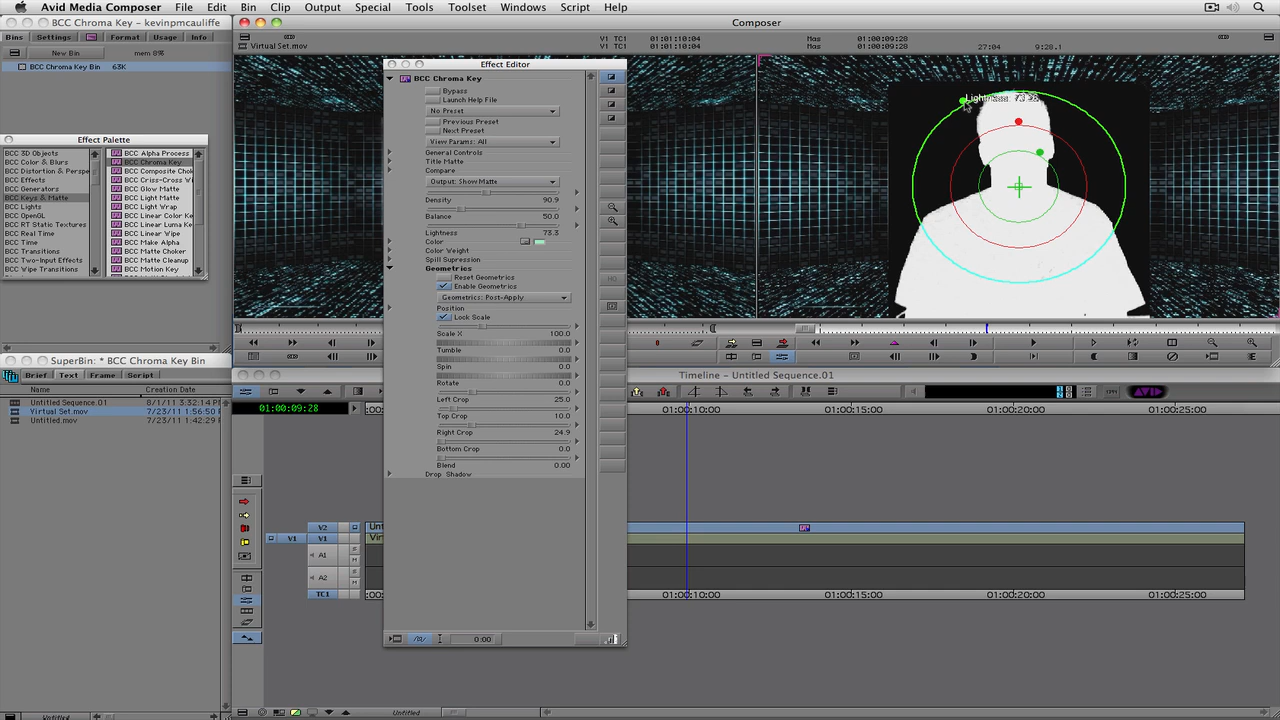 Avid Media Composer File Edit Bin Clip Output Special Tools Toolset Windows Script Help
BCC Chroma Key - kevinpmcauliffe
Bins Settings Format Usage Info
New Bin mem 8%
BCC Chroma Key Bin 63K
Effect Palette
BCC 3D Objects
BCC Color & Blurs
BCC Distortion & Perspe
BCC Effects
BCC Generators
BCC Keys & Matte
BCC Lights
BCC OpenGL
BCC RT Static Textures
BCC Real Time
BCC Time
BCC Transitions
BCC Two-Input Effects
BCC Wipe Transitions
BCC Alpha Process
BCC Chroma Key
BCC Composite Chok
BCC Criss-Cross Wi
BCC Glow Matte
BCC Light Matte
BCC Light Wrap
BCC Linear Color Ke
BCC Linear Luma Ke
BCC Linear Wipe
BCC Make Alpha
BCC Matte Choker
BCC Matte Cleanup
BCC Motion Key
SuperBin: * BCC Chroma Key Bin
Brief Text Frame Script
Name Creation Date
Untitled Sequence.01 8/1/11 3:32:14 P
Virtual Set.mov 7/23/11 1:56:50 P
Untitled.mov 7/23/11 1:42:29 P
Untitled
Composer
Virtual Set.mov
V1 TC1 01:01:10:04 Mas 01:00:09:28
V1 TC1 01:01:10:04 Mas 01:00:09:28 27:04 9:28.1
Effect Editor
BCC Chroma Key
Bypass
Launch Help File
No Preset
Previous Preset
Next Preset
View Params: All
General Controls
Title Matte
Compare
Output: Show Matte
Density 90.9
Balance 50.0
Lightness 73.3
Color
Color Weight
Spill Supression
Geometrics
Reset Geometrics
Enable Geometrics
Geometrics: Post-Apply
Position
Lock Scale
Scale X 100.0
Tumble 0.0
Spin 0.0
Rotate 0.0
Left Crop 25.0
Top Crop 10.0
Right Crop 24.9
Bottom Crop 0.0
Blend 0.00
Drop Shadow
0:00
Timeline - Untitled Sequence.01
01:00:09:28
01:00:10:00 01:00:15:00 01:00:20:00 01:00:25:00
AVID
V2 Unt
V1 V1 Vir
A1
A2
TC1 01:00:10:00 01:00:15:00 01:00:20:00 01:00:25:00
Untitled